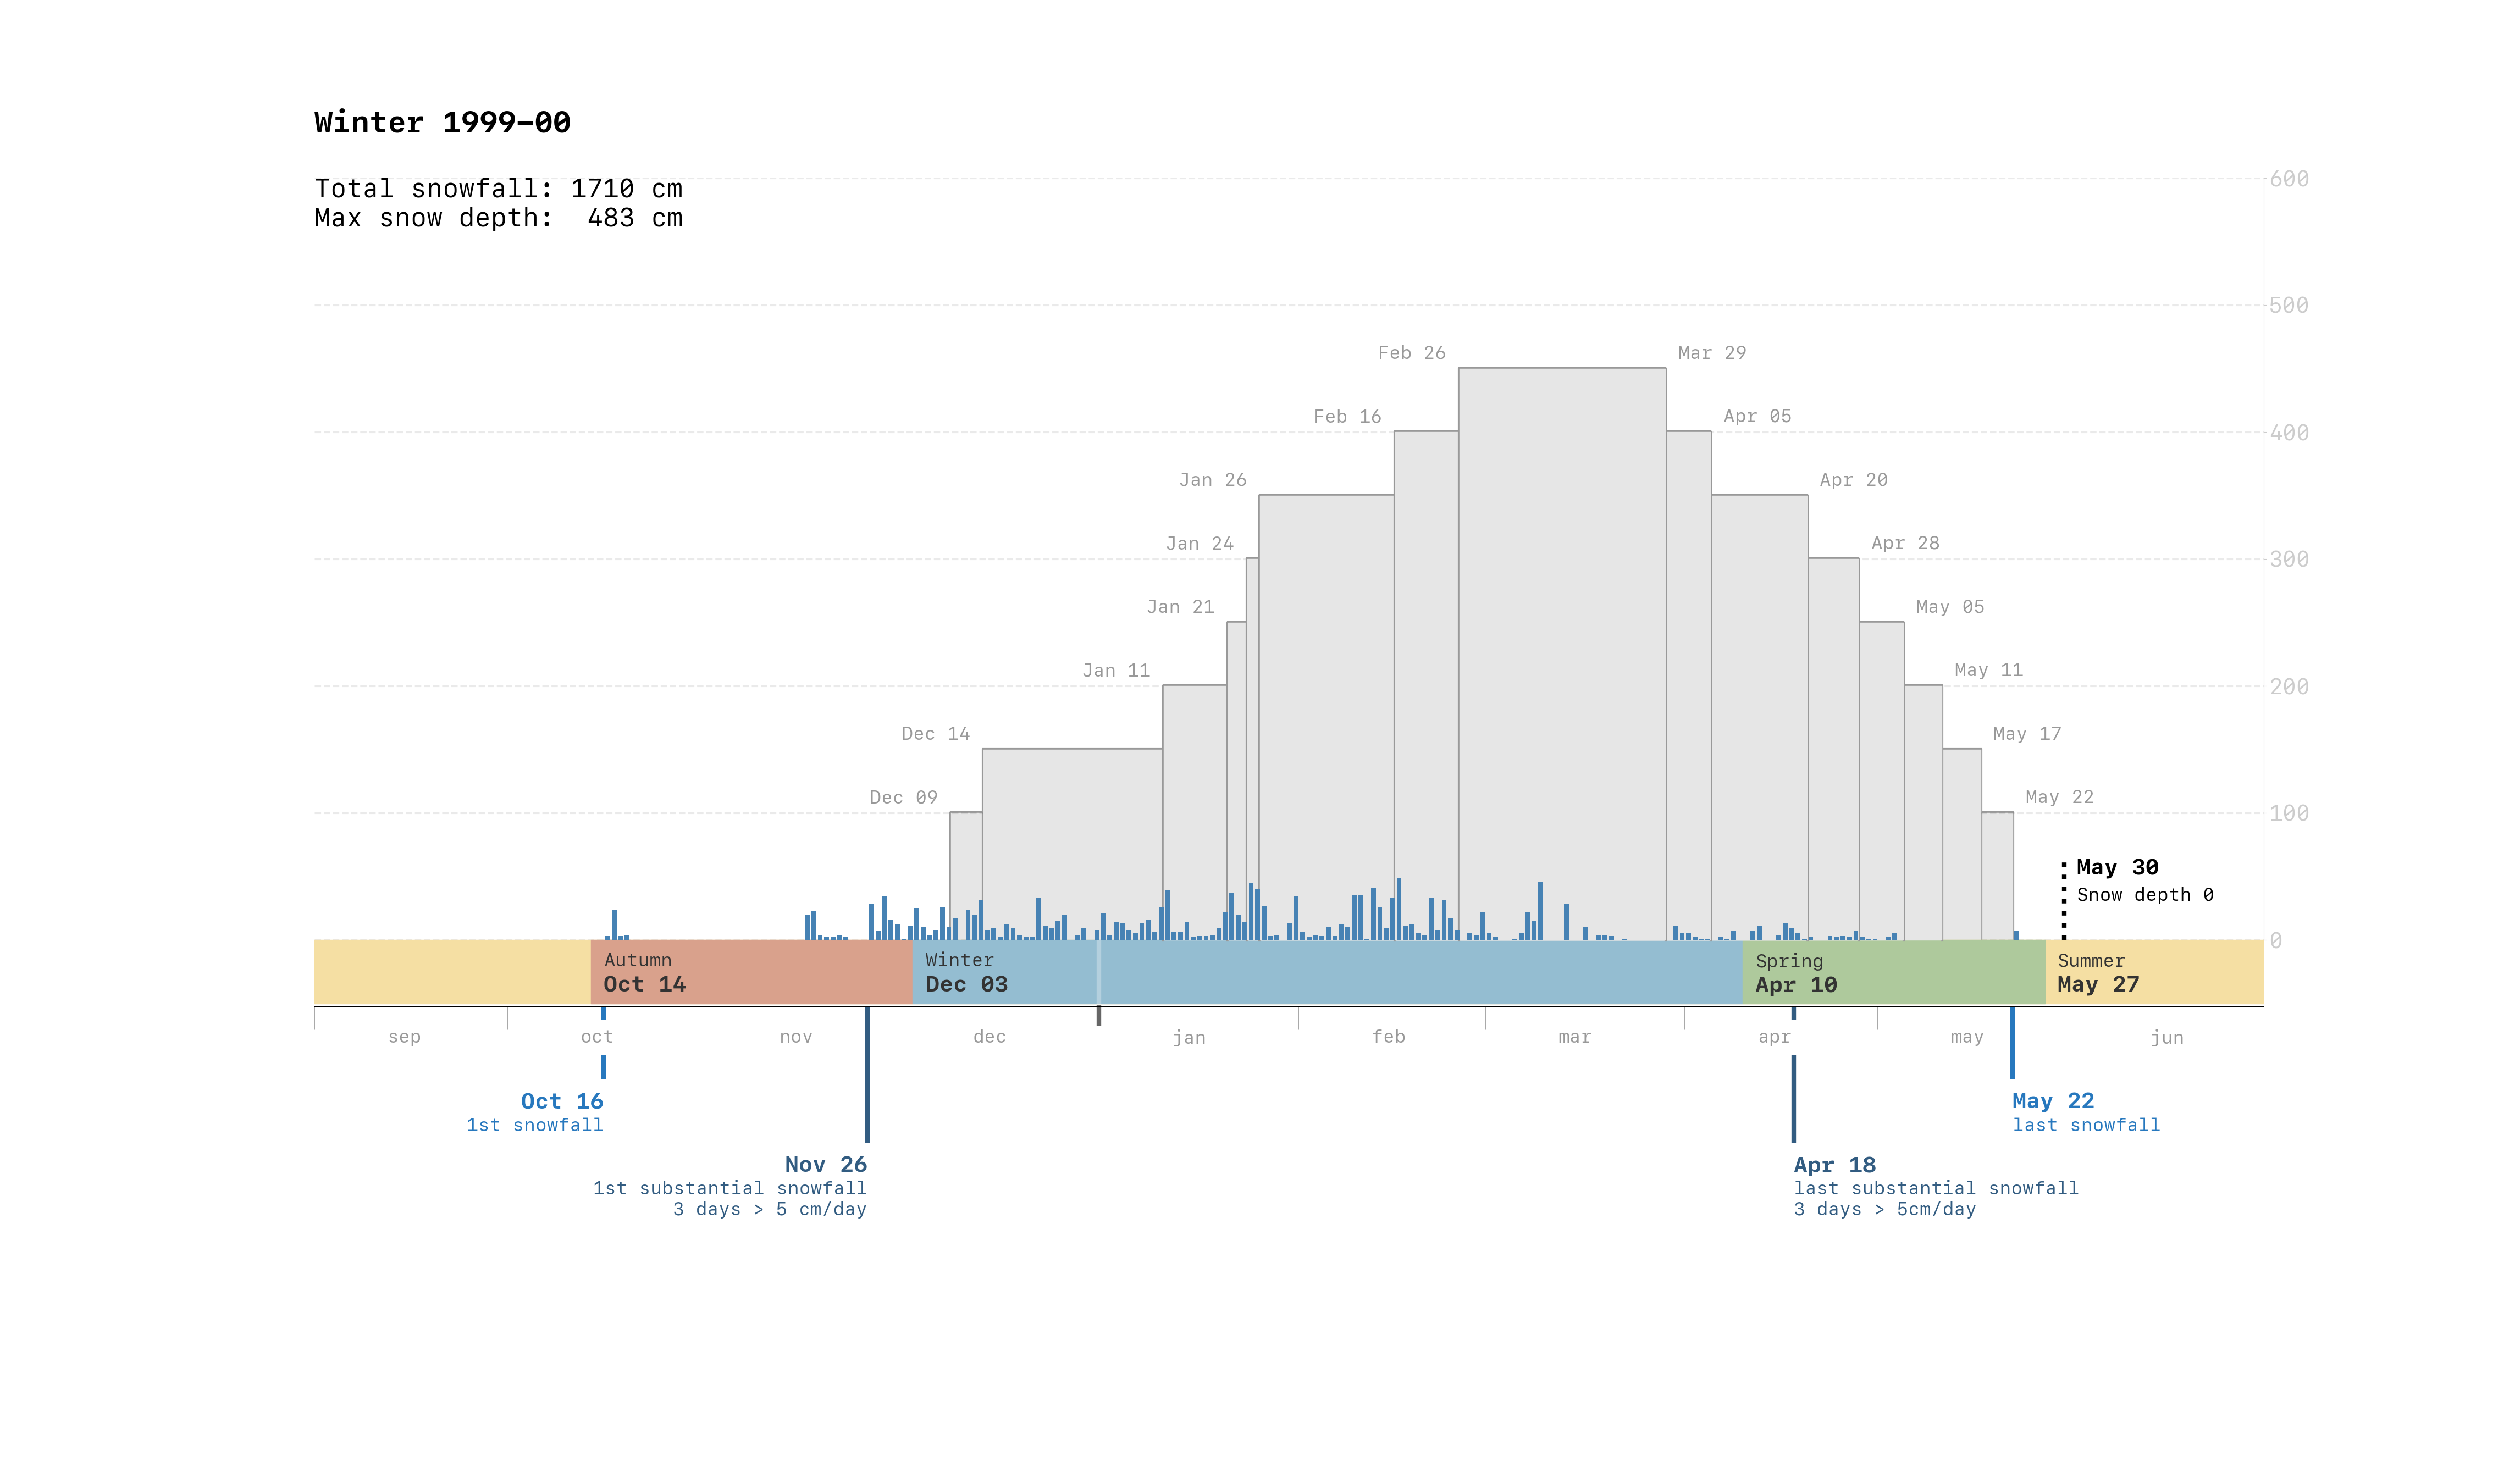 Winter 1999–00
Total snowfall: 1710 cm
Max snow depth:  483 cm
600
500
Feb 26
Mar 29
Feb 16
Apr 05
400
Jan 26
Apr 20
Jan 24
Apr 28
300
Jan 21
May 05
Jan 11
May 11
200
Dec 14
May 17
Dec 09
May 22
100
May 30
Snow depth 0
0
Autumn
Oct 14
Winter
Dec 03
Spring
Apr 10
Summer
May 27
sep
oct
nov
dec
jan
feb
mar
apr
may
jun
Oct 16
1st snowfall
May 22
last snowfall
Nov 26
1st substantial snowfall
3 days > 5 cm/day
Apr 18
last substantial snowfall
3 days > 5cm/day